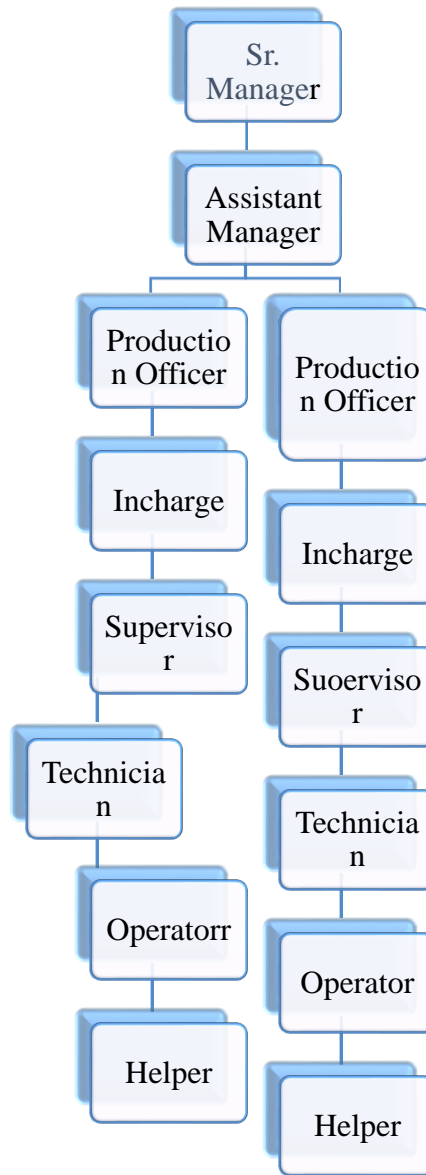 Sr.
Manager
Assistant
Manager
Productio
n Officer
Incharge
Superviso
r
Technicia
n
Operatorr
Helper
Productio
n Officer
Incharge
Suoerviso
r
Technicia
n
Operator
Helper